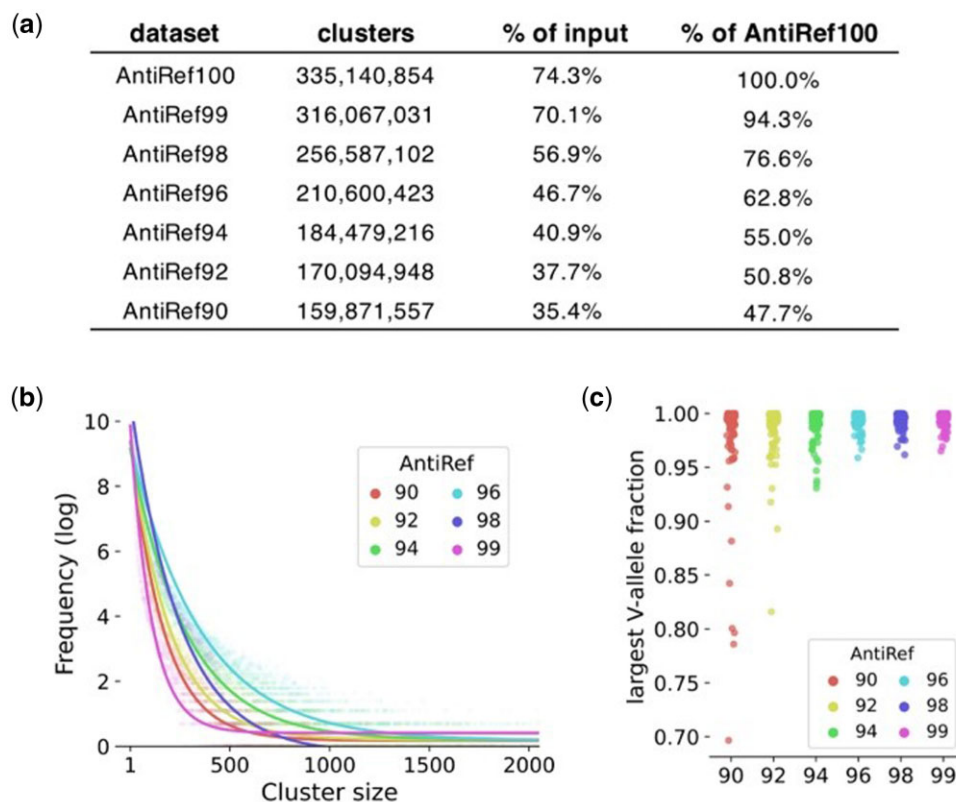 (a)
dataset clusters % of input % of AntiRef100
AntiRef100 335,140,854 74.3% 100.0%
AntiRef99 316,067,031 70.1% 94.3%
AntiRef98 256,587,102 56.9% 76.6%
AntiRef96 210,600,423 46.7% 62.8%
AntiRef94 184,479,216 40.9% 55.0%
AntiRef92 170,094,948 37.7% 50.8%
AntiRef90 159,871,557 35.4% 47.7%
(b)
Frequency (log)
10
8
6
4
2
0
1 500 1000 1500 2000
Cluster size
AntiRef
90 96
92 98
94 99
(c)
largest V-allele fraction
1.00
0.95
0.90
0.85
0.80
0.75
0.70
90 92 94 96 98 99
AntiRef
90 96
92 98
94 99